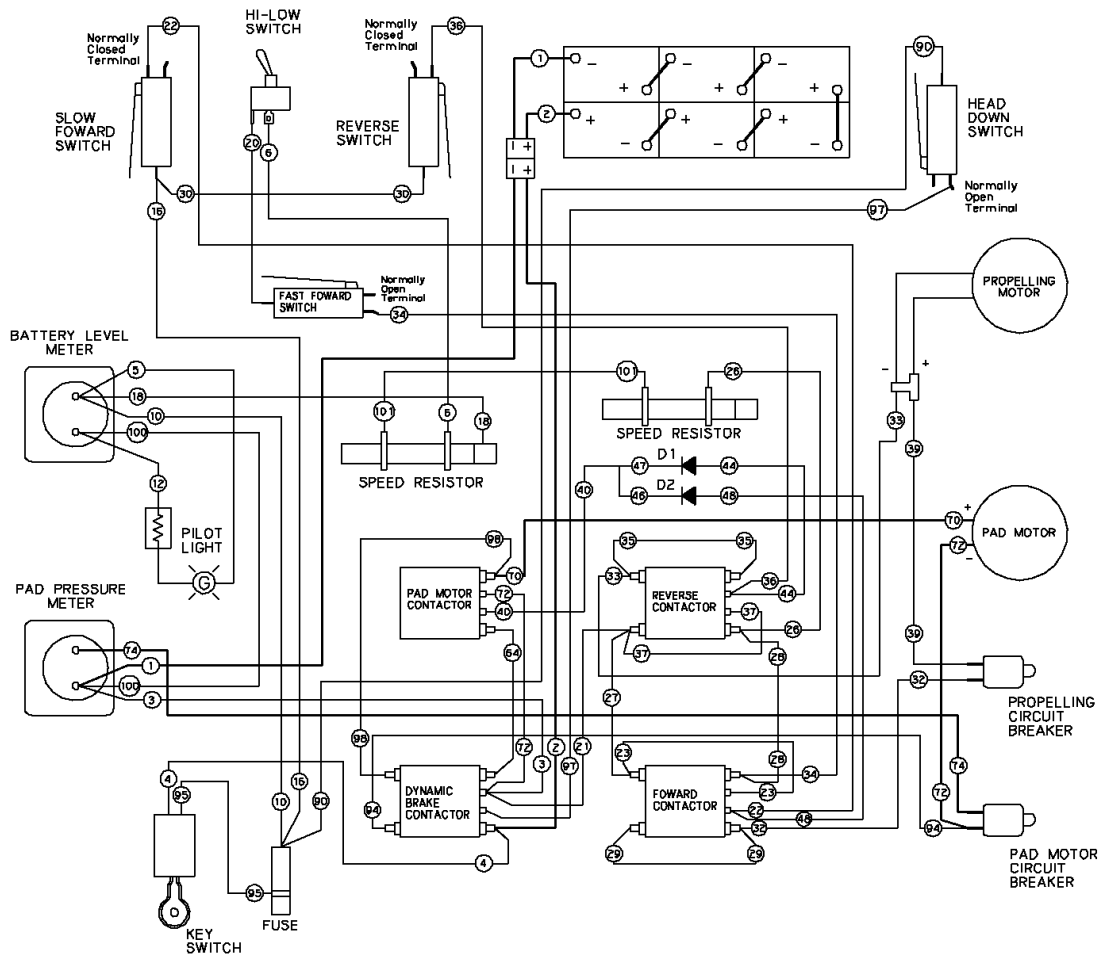 HI-LOW
SWITCH
22
36
90
Normally
Closed
Terminal
Normally
Closed
Terminal
1
2
- + - + - +
+ - + - + -
SLOW
FOWARD
SWITCH
REVERSE
SWITCH
HEAD
DOWN
SWITCH
20
6
| +
| +
30
30
16
97
Normally
Open
Terminal
FAST FOWARD
SWITCH
Normally
Open
Terminal
34
PROPELLING
MOTOR
BATTERY LEVEL
METER
5
18
10
100
101
6
18
101
26
- +
33
39
SPEED RESISTOR
SPEED RESISTOR
12
D1
47
44
D2
46
48
40
PILOT
LIGHT
G
98
70
+
70
72
-
PAD MOTOR
35
35
33
PAD MOTOR
CONTACTOR
72
40
64
REVERSE
CONTACTOR
36
44
37
26
37
28
PAD PRESSURE
METER
74
1
100
3
39
32
PROPELLING
CIRCUIT
BREAKER
27
98
72
3
2
21
97
23
28
74
4
95
10
16
90
94
DYNAMIC
BRAKE
CONTACTOR
4
FOWARD
CONTACTOR
34
23
22
48
32
29
29
72
94
PAD MOTOR
CIRCUIT
BREAKER
95
FUSE
KEY
SWITCH